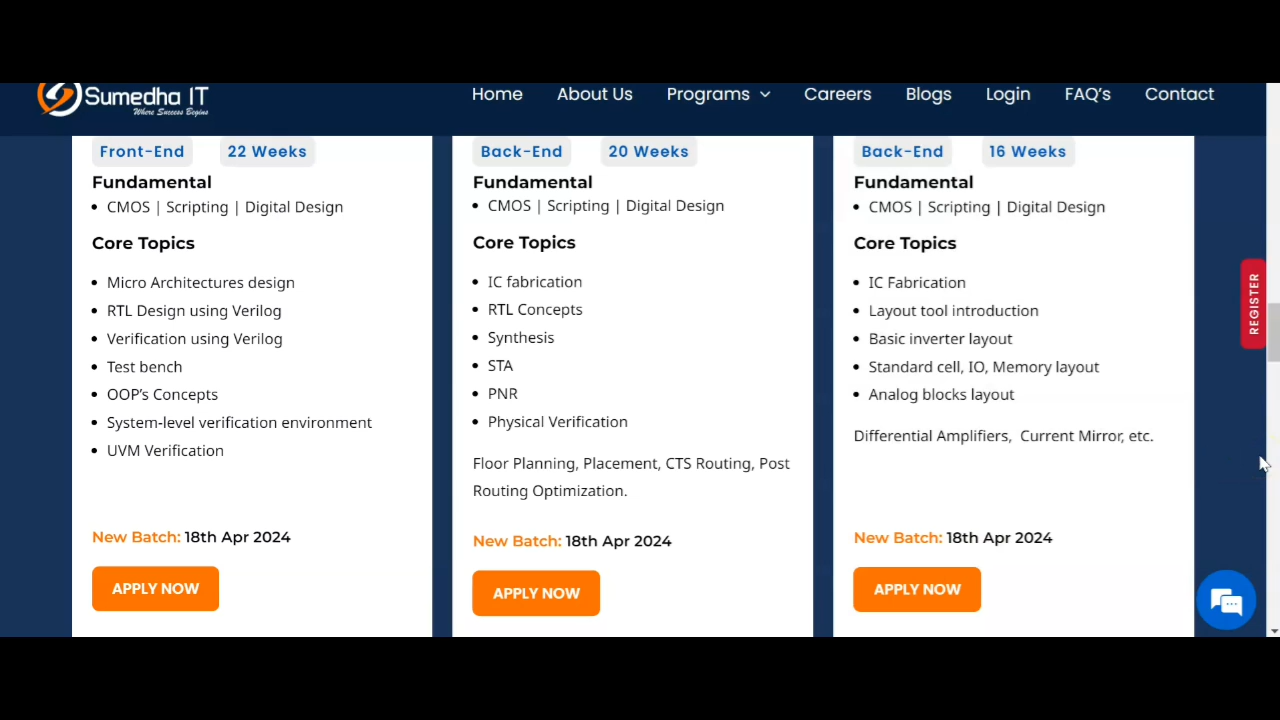 Sumedha IT
Where Success Begins
Home About Us Programs Careers Blogs Login FAQ's Contact
Front-End 22 Weeks
Fundamental
• CMOS | Scripting | Digital Design
Core Topics
• Micro Architectures design
• RTL Design using Verilog
• Verification using Verilog
• Test bench
• OOP's Concepts
• System-level verification environment
• UVM Verification
New Batch: 18th Apr 2024
APPLY NOW
Back-End 20 Weeks
Fundamental
• CMOS | Scripting | Digital Design
Core Topics
• IC fabrication
• RTL Concepts
• Synthesis
• STA
• PNR
• Physical Verification
Floor Planning, Placement, CTS Routing, Post
Routing Optimization.
New Batch: 18th Apr 2024
APPLY NOW
Back-End 16 Weeks
Fundamental
• CMOS | Scripting | Digital Design
Core Topics
• IC Fabrication
• Layout tool introduction
• Basic inverter layout
• Standard cell, IO, Memory layout
• Analog blocks layout
Differential Amplifiers, Current Mirror, etc.
New Batch: 18th Apr 2024
APPLY NOW
REGISTER